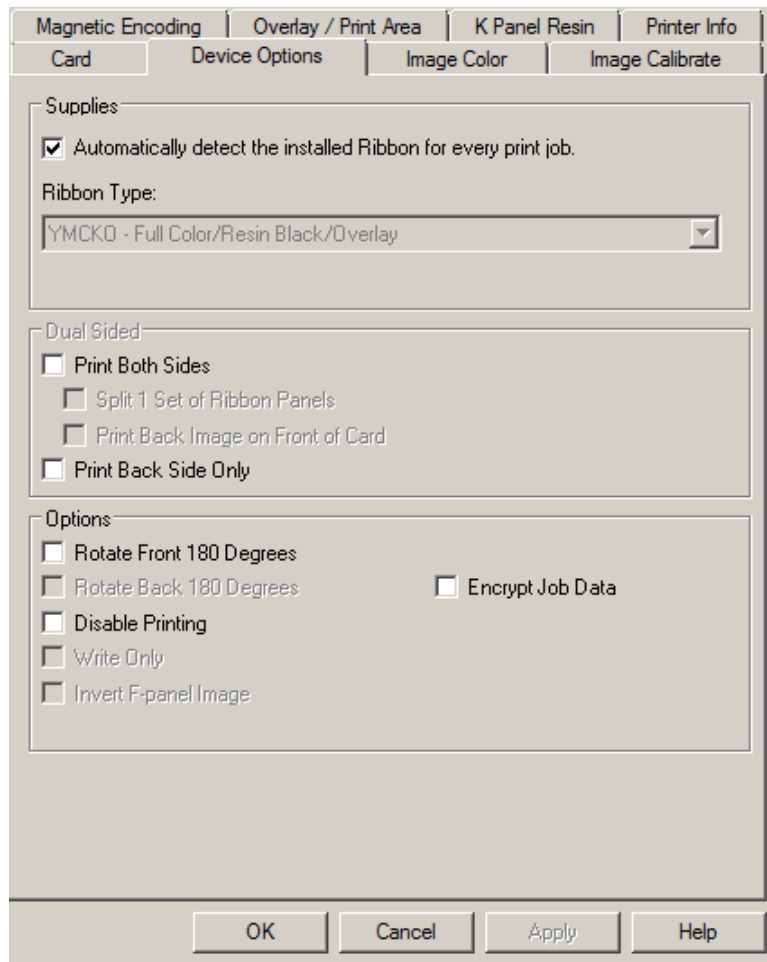 Magnetic Encoding Overlay / Print Area K Panel Resin Printer Info
Card Device Options Image Color Image Calibrate
Supplies
Automatically detect the installed Ribbon for every print job.
Ribbon Type:
YMCKO - Full Color/Resin Black/Overlay
Dual Sided
Print Both Sides
Split 1 Set of Ribbon Panels
Print Back Image on Front of Card
Print Back Side Only
Options
Rotate Front 180 Degrees
Rotate Back 180 Degrees Encrypt Job Data
Disable Printing
Write Only
Invert F-panel Image
OK Cancel Apply Help